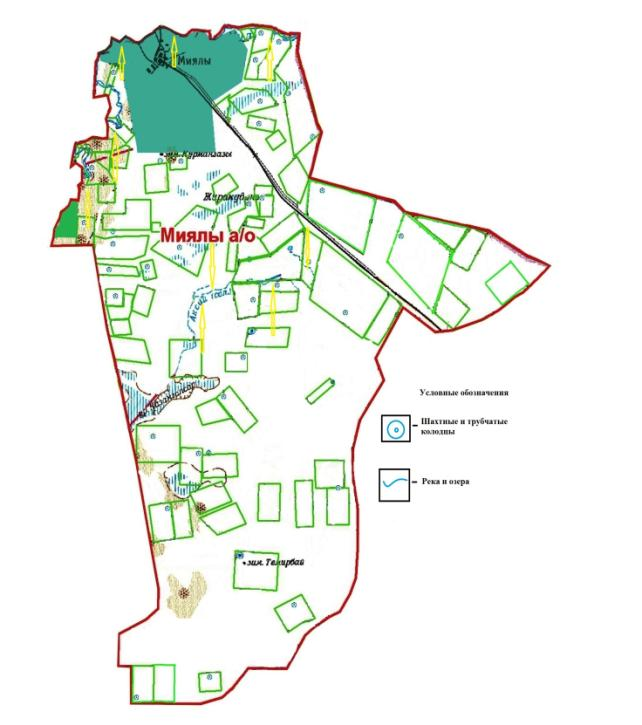 Миялы
зим. Курмангазы
Миялы а/о
Условные обозначения
Шахтные и трубчатые
колодцы
Река и озера
зим. Темирбай